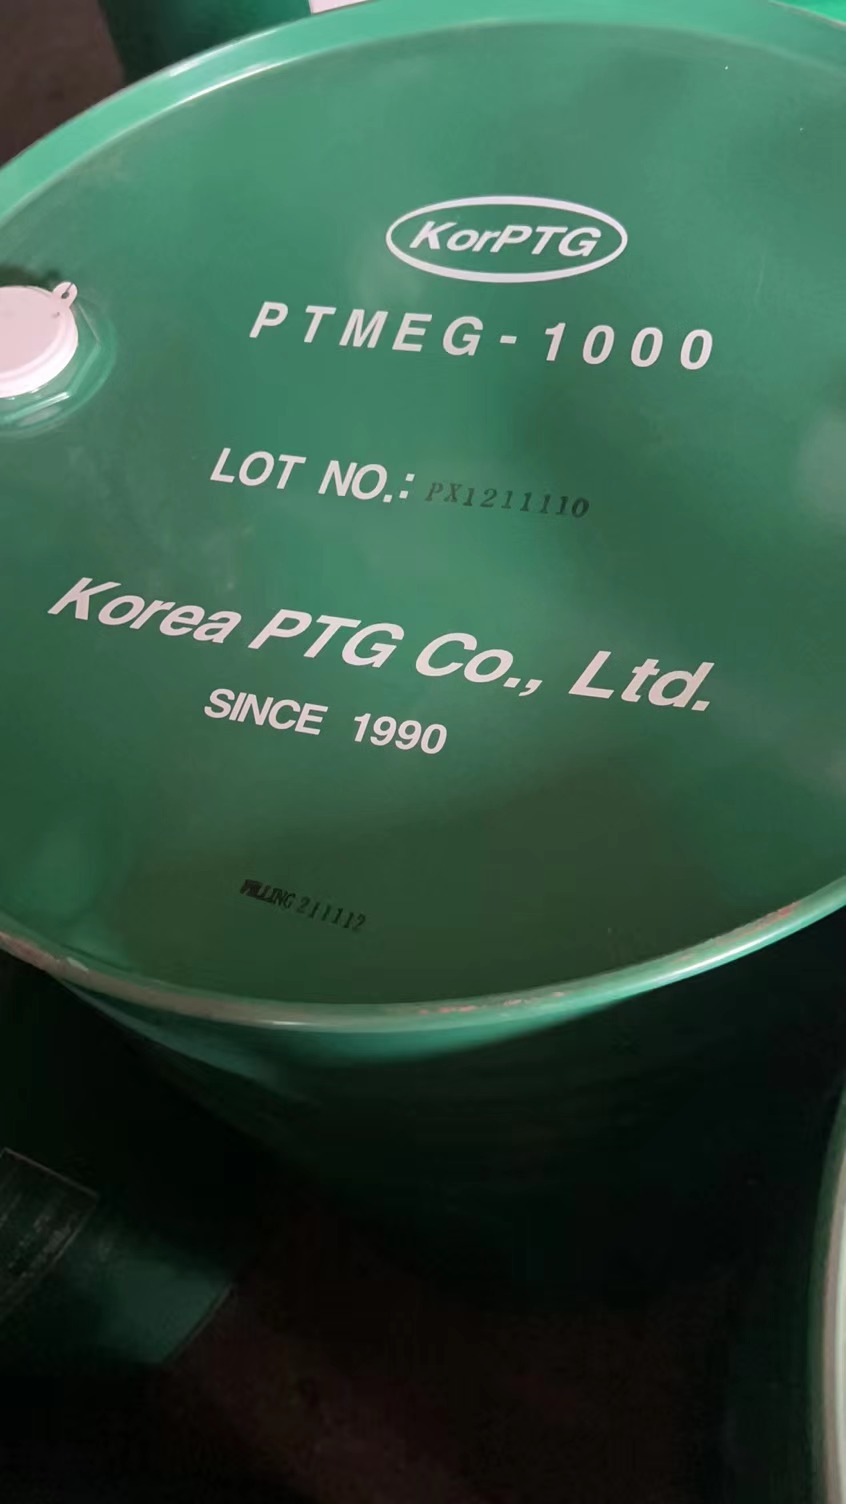 KorPTG
PTMEG-1000
LOT NO.: PX1211110
Korea PTG Co., Ltd.
SINCE 1990
FILLING 211112